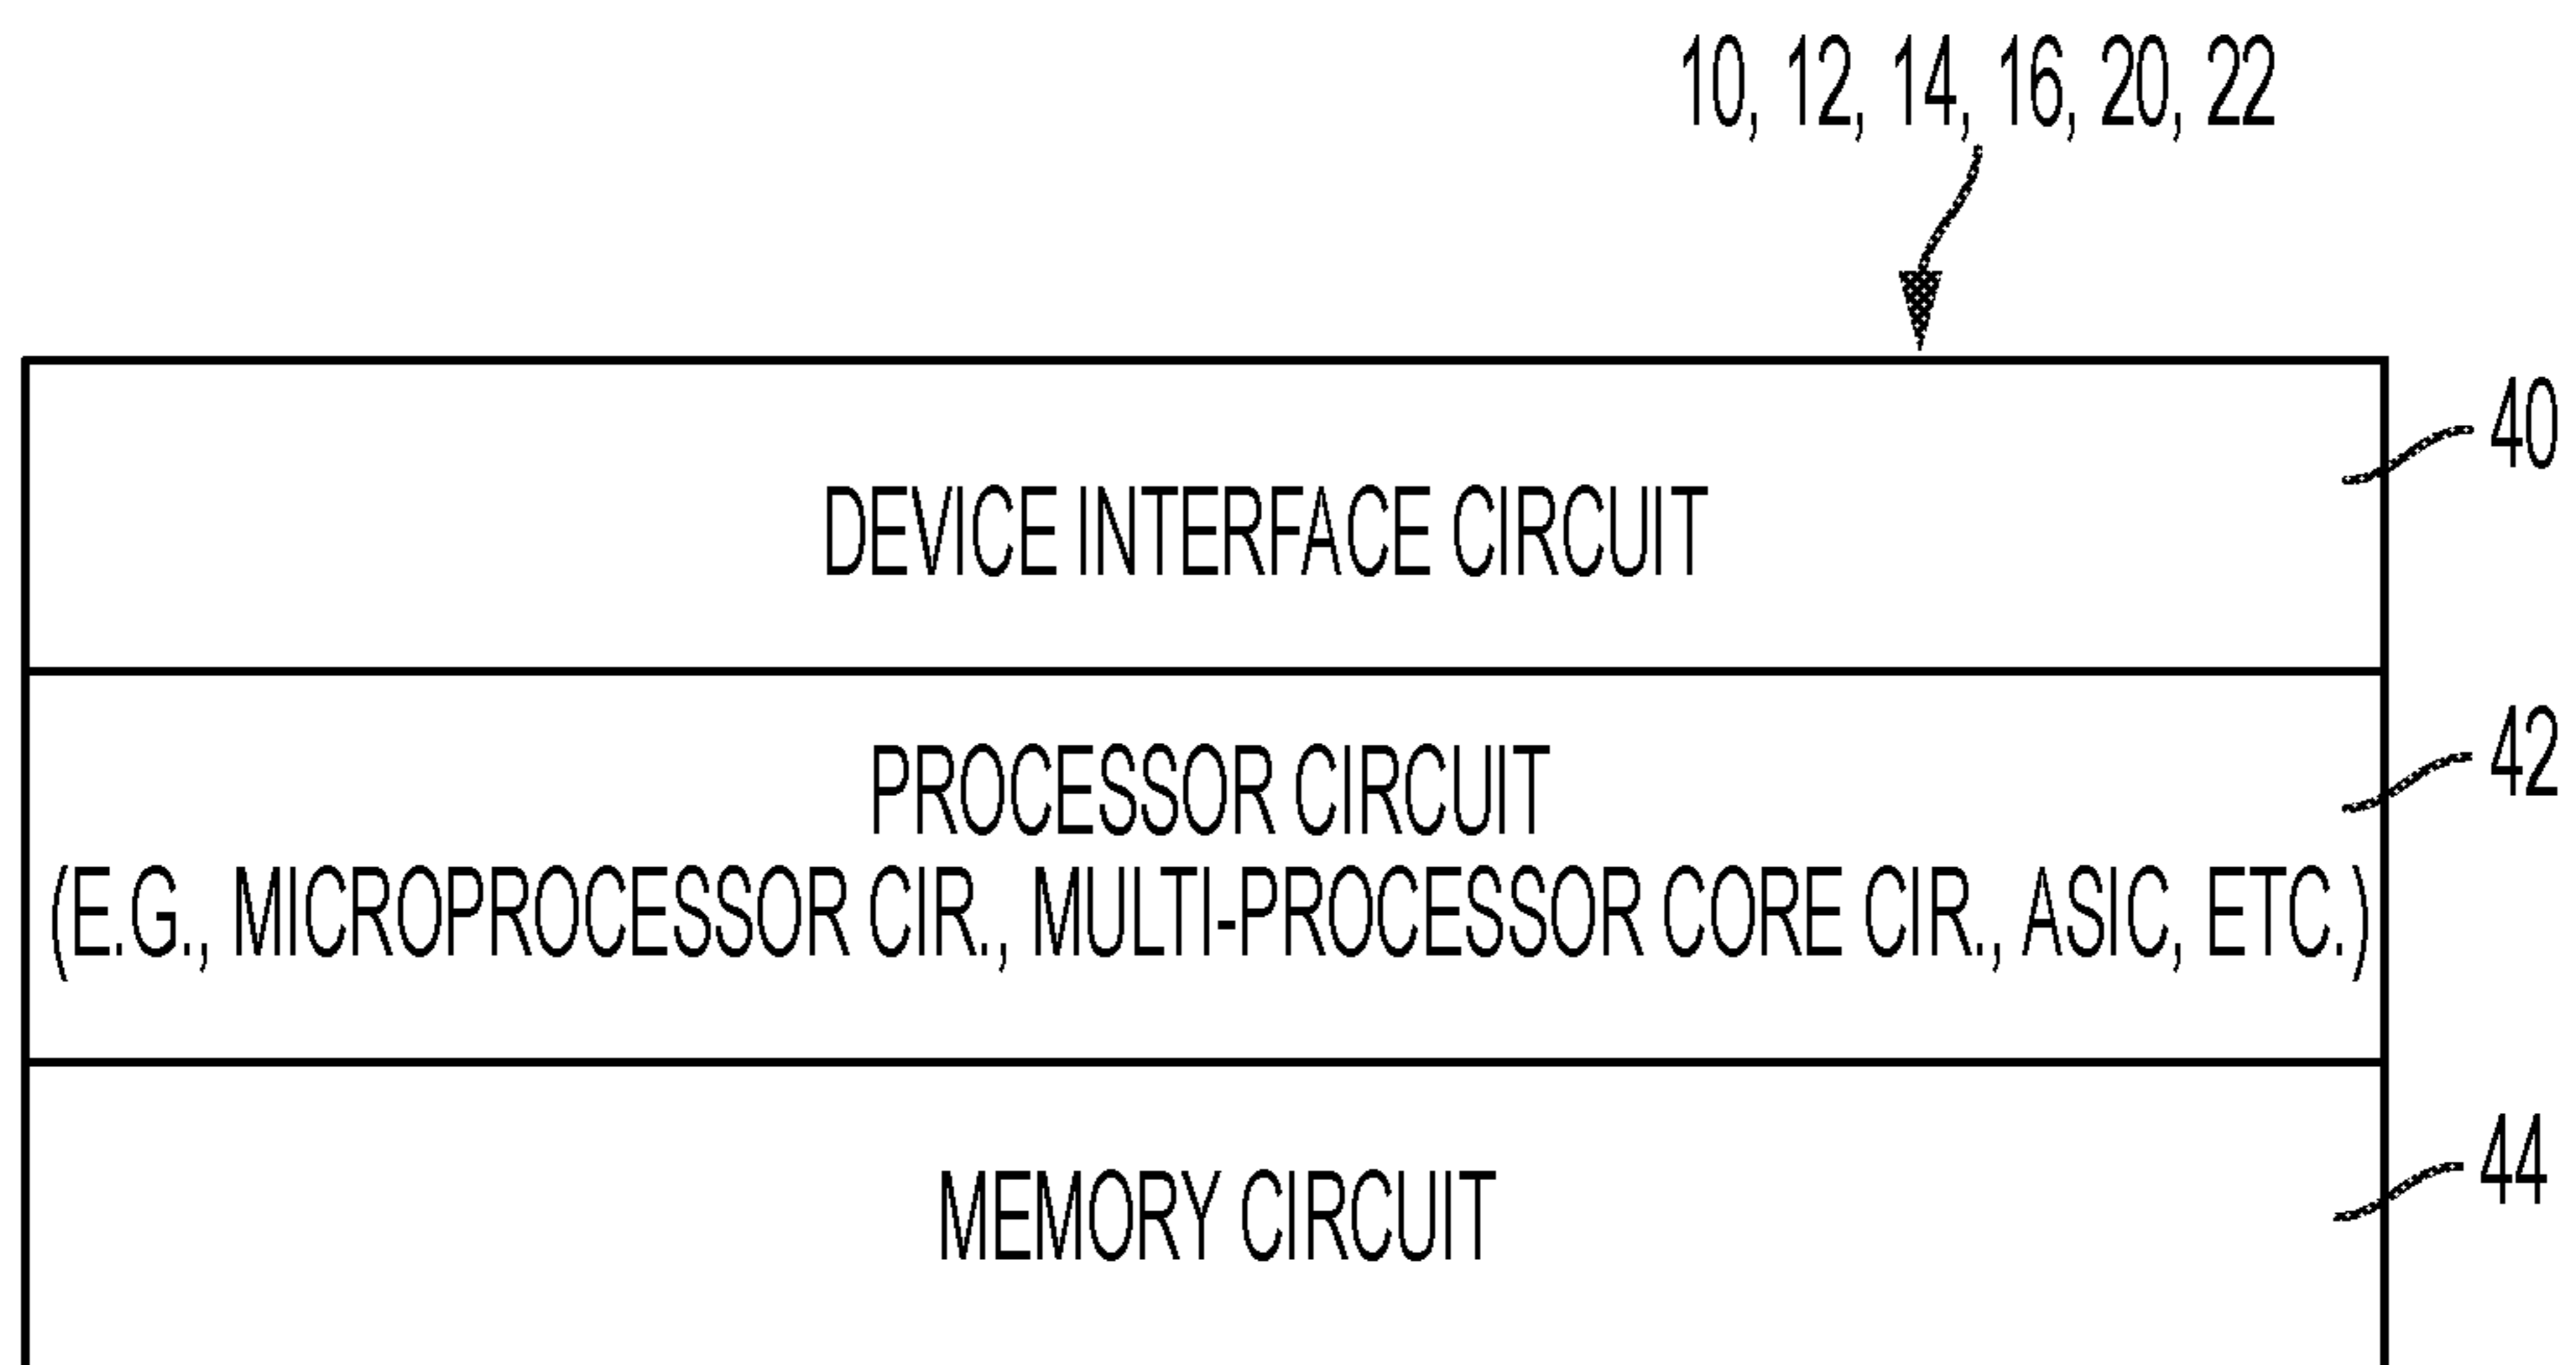 10, 12, 14, 16, 20, 22
40
DEVICE INTERFACE CIRCUIT
42
PROCESSOR CIRCUIT
(E.G., MICROPROCESSOR CIR., MULTI-PROCESSOR CORE CIR., ASIC, ETC.)
44
MEMORY CIRCUIT